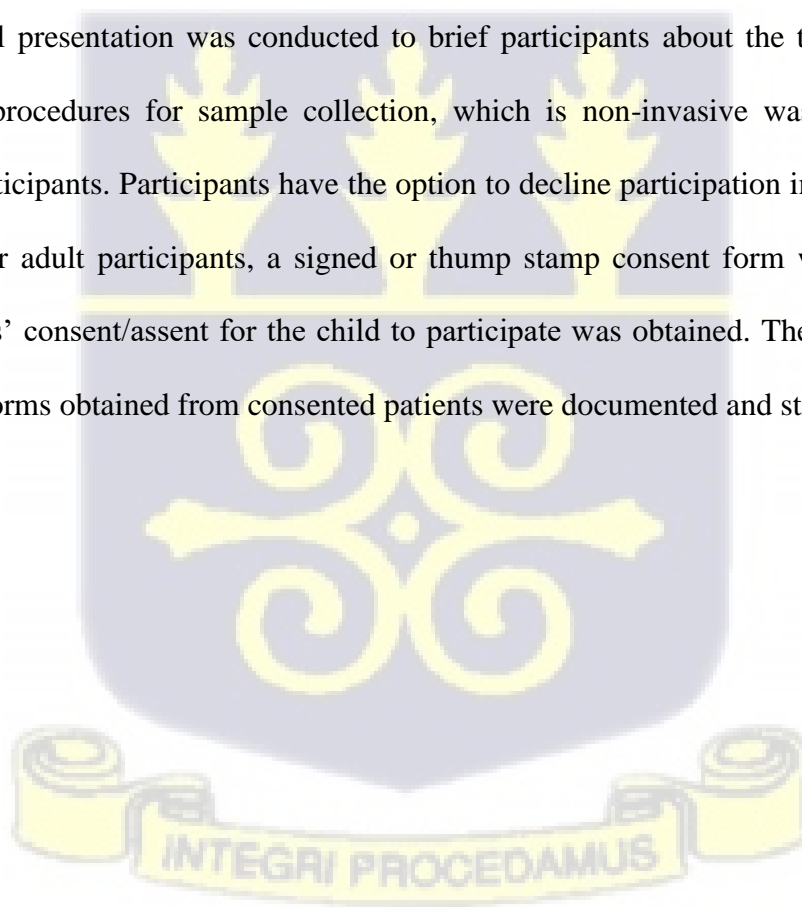 l presentation was conducted to brief participants about the t
procedures for sample collection, which is non-invasive wa
ticipants. Participants have the option to decline participation in
r adult participants, a signed or thump stamp consent form v
s’ consent/assent for the child to participate was obtained. The
orms obtained from consented patients were documented and st
INTEGRI PROCEDAMUS